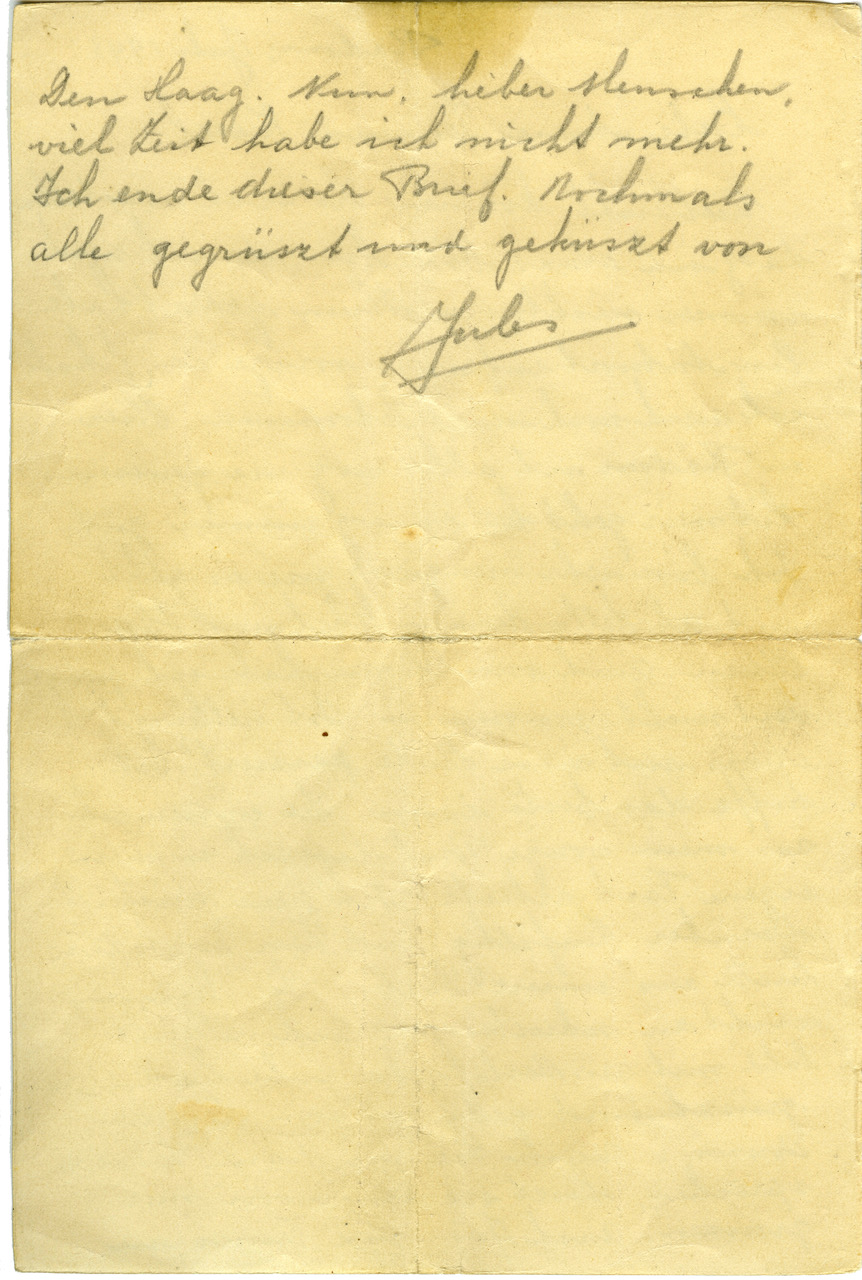 Den Haag. Nun, lieber Menschen,
viel Zeit habe ich nicht mehr.
Ich ende dieser Brief. Nochmals
alle gegrüszt und geküszt von
Jules